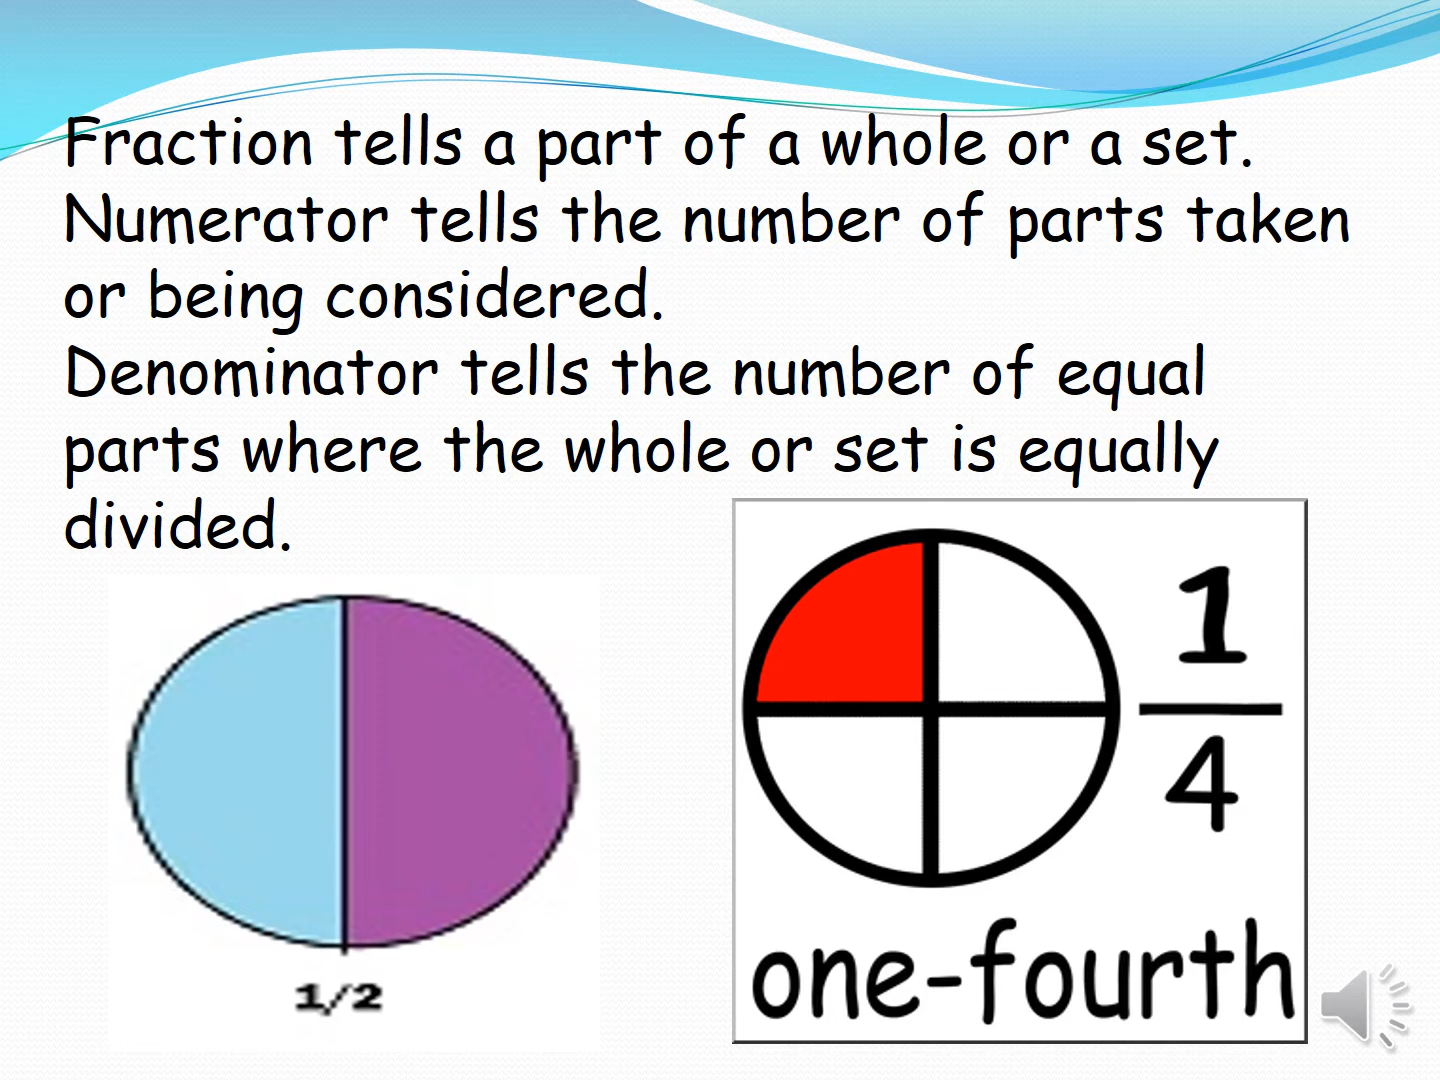 Fraction tells a part of a whole or a set.
Numerator tells the number of parts taken
or being considered.
Denominator tells the number of equal
parts where the whole or set is equally
divided.
1/2
1
4
one-fourth